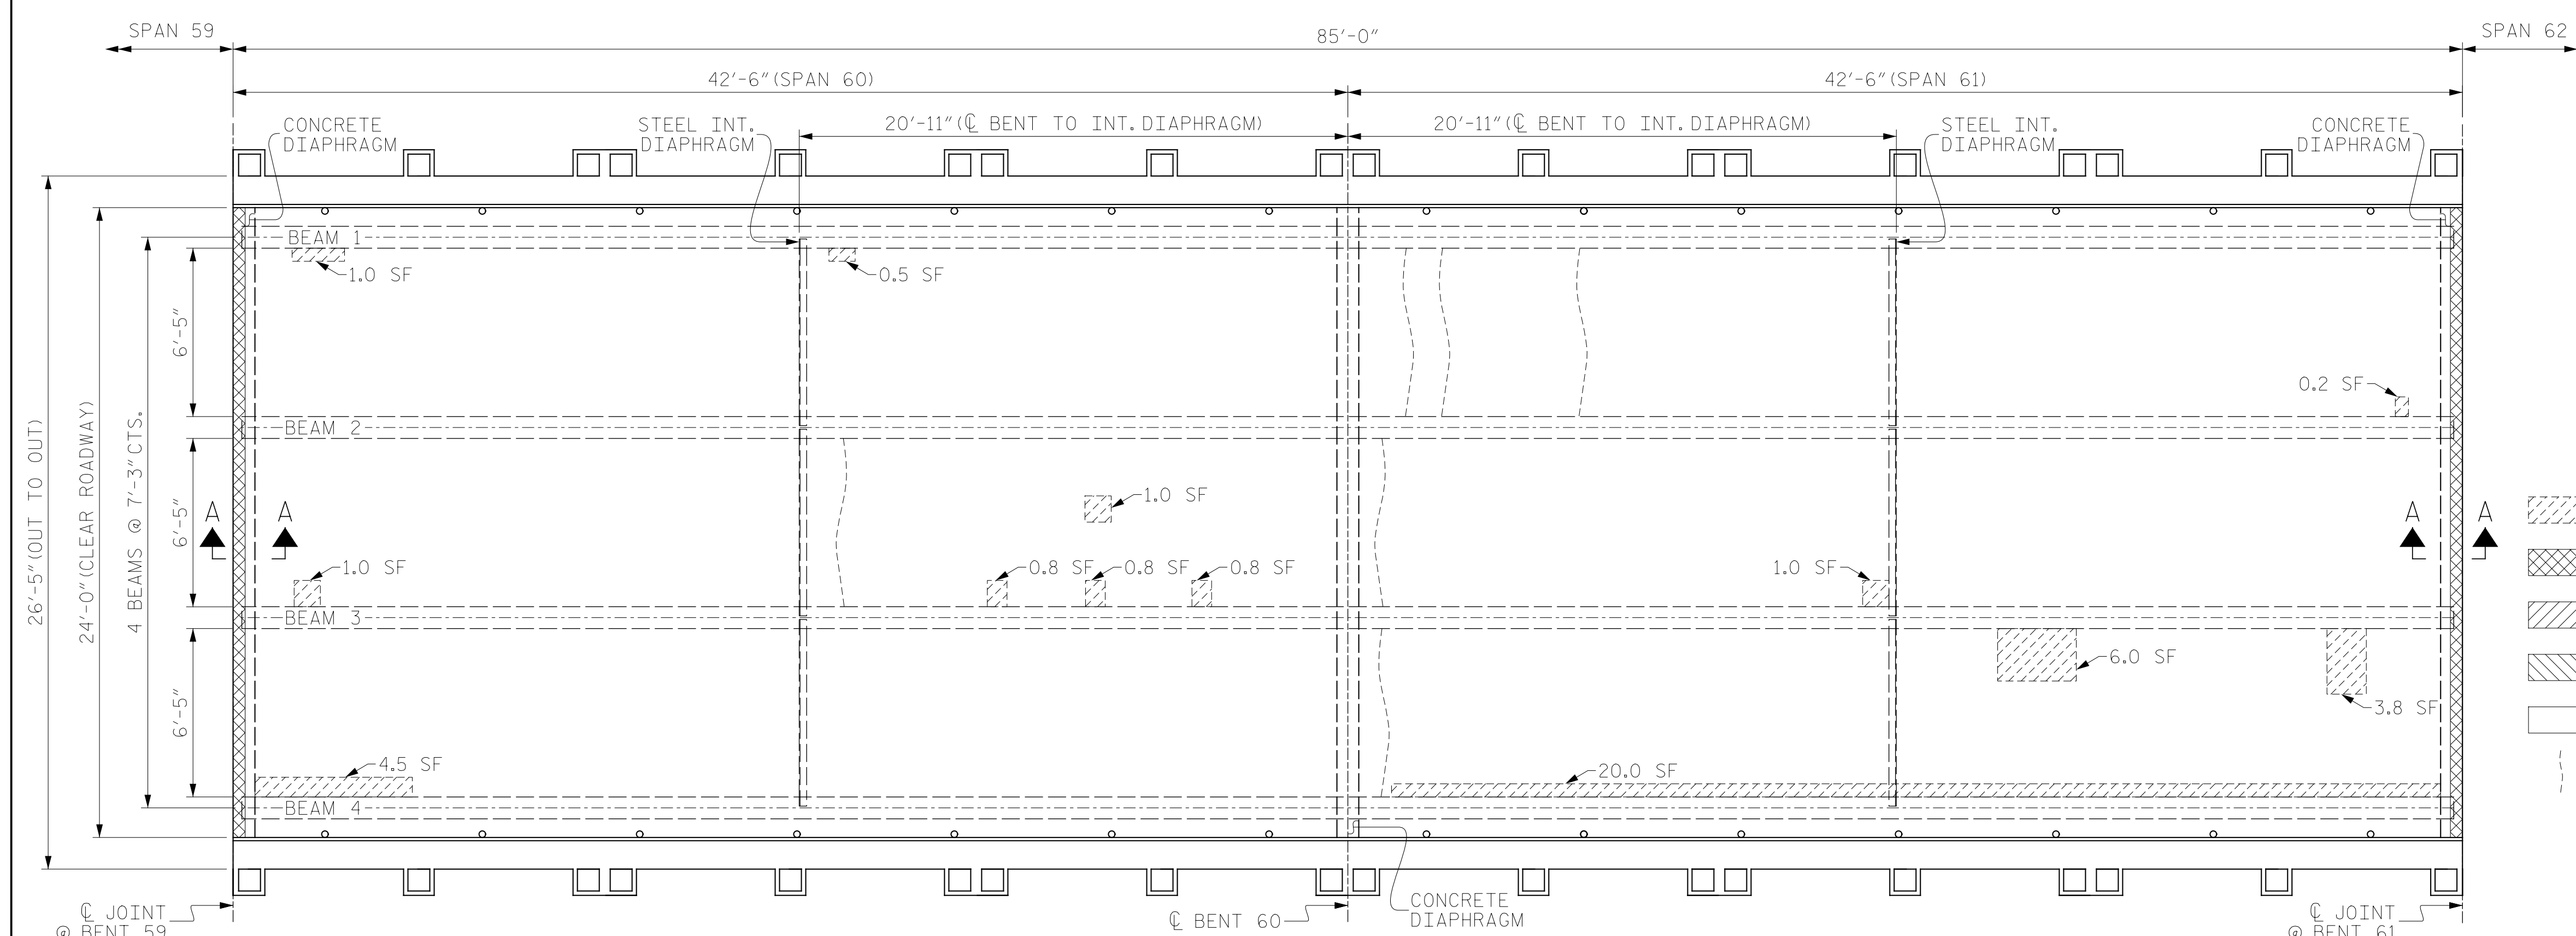 SPAN 59
85'-0"
SPAN 62
42'-6" (SPAN 60)
42'-6" (SPAN 61)
CONCRETE
DIAPHRAGM
STEEL INT.
DIAPHRAGM
20'-11" (℄ BENT TO INT. DIAPHRAGM)
20'-11" (℄ BENT TO INT. DIAPHRAGM)
STEEL INT.
DIAPHRAGM
CONCRETE
DIAPHRAGM
BEAM 1
1.0 SF
0.5 SF
6'-5"
0.2 SF
BEAM 2
26'-5" (OUT TO OUT)
24'-0" (CLEAR ROADWAY)
4 BEAMS @ 7'-3" CTS.
6'-5"
A
A
1.0 SF
A
A
1.0 SF
0.8 SF
0.8 SF
0.8 SF
1.0 SF
BEAM 3
6'-5"
6.0 SF
3.8 SF
4.5 SF
20.0 SF
BEAM 4
℄ JOINT
@ BENT 59
℄ BENT 60
CONCRETE
DIAPHRAGM
℄ JOINT
@ BENT 61